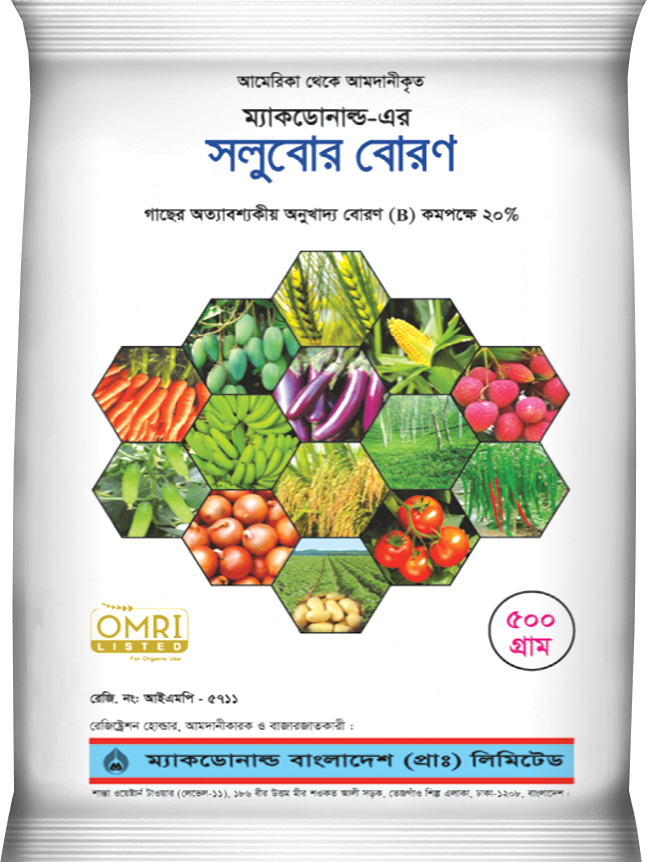 আমেরিকা থেকে আমদানীকৃত
ম্যাকডোনাল্ড-এর
সলুবোর বোরণ
গাছের অত্যাবশ্যকীয় অনুখাদ্য বোরণ (B) কমপক্ষে ২০%
OMRI
LISTED
For Organic Use
৫০০
গ্রাম
রেজি. নং: আইএমপি - ৫৭১১
রেজিষ্ট্রেশন হোল্ডার, আমদানীকারক ও বাজারজাতকারী :
ম্যাকডোনাল্ড বাংলাদেশ (প্রাঃ) লিমিটেড
শান্তা ওয়েষ্টার্ন টাওয়ার (লেভেল-১১), ১৮৬ বীর উত্তম মীর শওকত আলী সড়ক, তেজগাঁও শিল্প এলাকা, ঢাকা-১২০৮, বাংলাদেশ।